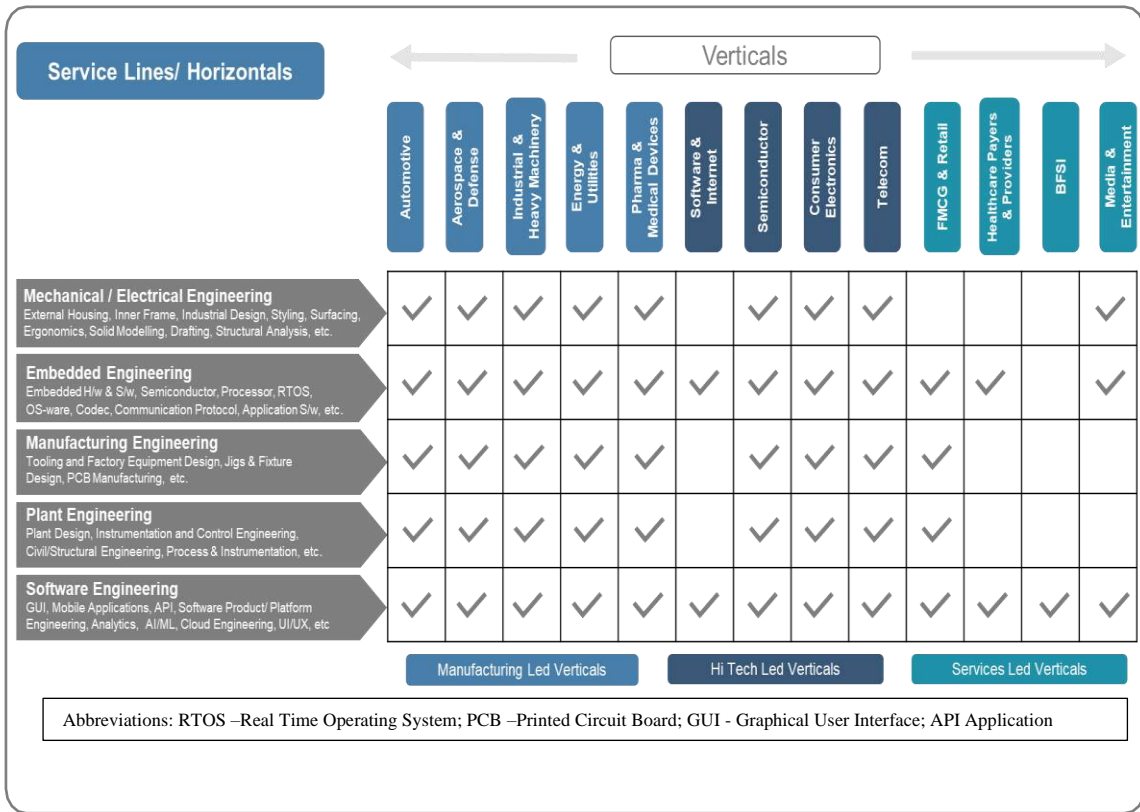 Service Lines/ Horizontals
Verticals
Automotive
Aerospace &
Defense
Industrial &
Heavy Machinery
Energy &
Utilities
Pharma &
Medical Devices
Software &
Internet
Semiconductor
Consumer
Electronics
Telecom
FMCG & Retail
Healthcare Payers
& Providers
BFSI
Media &
Entertainment
Mechanical / Electrical Engineering
External Housing, Inner Frame, Industrial Design, Styling, Surfacing,
Ergonomics, Solid Modelling, Drafting, Structural Analysis, etc.
Embedded Engineering
Embedded H/w & S/w, Semiconductor, Processor, RTOS,
OS-ware, Codec, Communication Protocol, Application S/w, etc.
Manufacturing Engineering
Tooling and Factory Equipment Design, Jigs & Fixture
Design, PCB Manufacturing, etc.
Plant Engineering
Plant Design, Instrumentation and Control Engineering,
Civil/Structural Engineering, Process & Instrumentation, etc.
Software Engineering
GUI, Mobile Applications, API, Software Product/ Platform
Engineering, Analytics, AI/ML, Cloud Engineering, UI/UX, etc
Manufacturing Led Verticals
Hi Tech Led Verticals
Services Led Verticals
Abbreviations: RTOS –Real Time Operating System; PCB –Printed Circuit Board; GUI - Graphical User Interface; API Application